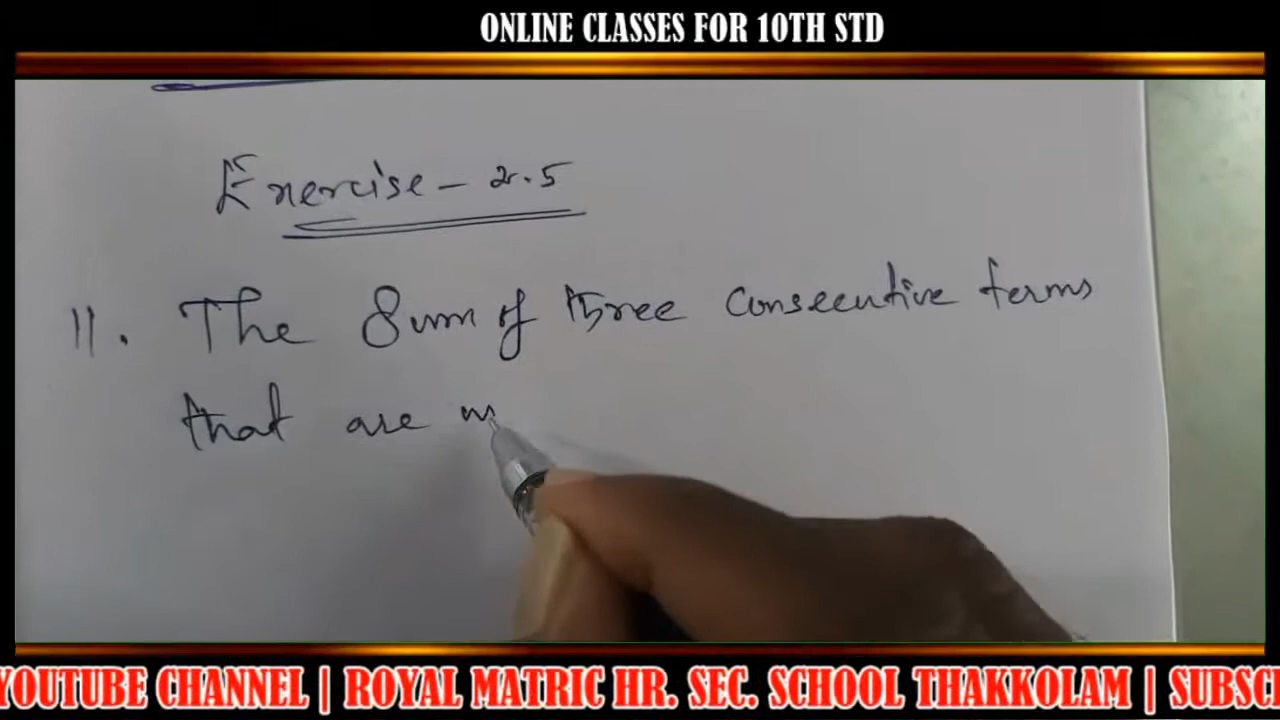 ONLINE CLASSES FOR 10TH STD
Exercise - 2.5
11. The Sum of three consecutive terms
that are
YOUTUBE CHANNEL | ROYAL MATRIC HR. SEC. SCHOOL THAKKOLAM |